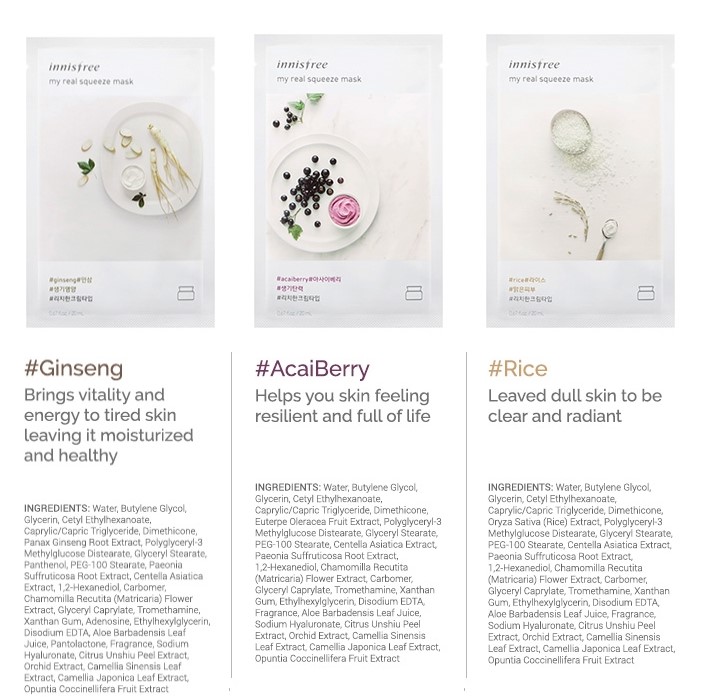 innisfree
my real squeeze mask
#ginseng#인삼
#생기영양
#리치한크림타입
innisfree
my real squeeze mask
#acaiberry#아사이베리
#생기탄력
#리치한크림타입
innisfree
my real squeeze mask
#rice#라이스
#맑은피부
#리치한크림타입
#Ginseng
Brings vitality and
energy to tired skin
leaving it moisturized
and healthy
INGREDIENTS: Water, Butylene Glycol,
Glycerin, Cetyl Ethylhexanoate,
Caprylic/Capric Triglyceride, Dimethicone,
Panax Ginseng Root Extract, Polyglyceryl-3
Methylglucose Distearate, Glyceryl Stearate,
Panthenol, PEG-100 Stearate, Paeonia
Suffruticosa Root Extract, Centella Asiatica
Extract, 1,2-Hexanediol, Carbomer,
Chamomilla Recutita (Matricaria) Flower
Extract, Glyceryl Caprylate, Tromethamine,
Xanthan Gum, Adenosine, Ethylhexylglycerin,
Disodium EDTA, Aloe Barbadensis Leaf
Juice, Pantolactone, Fragrance, Sodium
Hyaluronate, Citrus Unshiu Peel Extract,
Orchid Extract, Camellia Sinensis Leaf
Extract, Camellia Japonica Leaf Extract,
Opuntia Coccinellifera Fruit Extract
#AcaiBerry
Helps you skin feeling
resilient and full of life
INGREDIENTS: Water, Butylene Glycol,
Glycerin, Cetyl Ethylhexanoate,
Caprylic/Capric Triglyceride, Dimethicone,
Euterpe Oleracea Fruit Extract, Polyglyceryl-3
Methylglucose Distearate, Glyceryl Stearate,
PEG-100 Stearate, Centella Asiatica Extract,
Paeonia Suffruticosa Root Extract,
1,2-Hexanediol, Chamomilla Recutita
(Matricaria) Flower Extract, Carbomer,
Glyceryl Caprylate, Tromethamine, Xanthan
Gum, Ethylhexylglycerin, Disodium EDTA,
Fragrance, Aloe Barbadensis Leaf Juice,
Sodium Hyaluronate, Citrus Unshiu Peel
Extract, Orchid Extract, Camellia Sinensis
Leaf Extract, Camellia Japonica Leaf Extract,
Opuntia Coccinellifera Fruit Extract
#Rice
Leaved dull skin to be
clear and radiant
INGREDIENTS: Water, Butylene Glycol,
Glycerin, Cetyl Ethylhexanoate,
Caprylic/Capric Triglyceride, Dimethicone,
Oryza Sativa (Rice) Extract, Polyglyceryl-3
Methylglucose Distearate, Glyceryl Stearate,
PEG-100 Stearate, Centella Asiatica Extract,
Paeonia Suffruticosa Root Extract,
1,2-Hexanediol, Chamomilla Recutita
(Matricaria) Flower Extract, Carbomer,
Glyceryl Caprylate, Tromethamine, Xanthan
Gum, Ethylhexylglycerin, Disodium EDTA,
Aloe Barbadensis Leaf Juice, Fragrance,
Sodium Hyaluronate, Citrus Unshiu Peel
Extract, Orchid Extract, Camellia Sinensis
Leaf Extract, Camellia Japonica Leaf Extract,
Opuntia Coccinellifera Fruit Extract